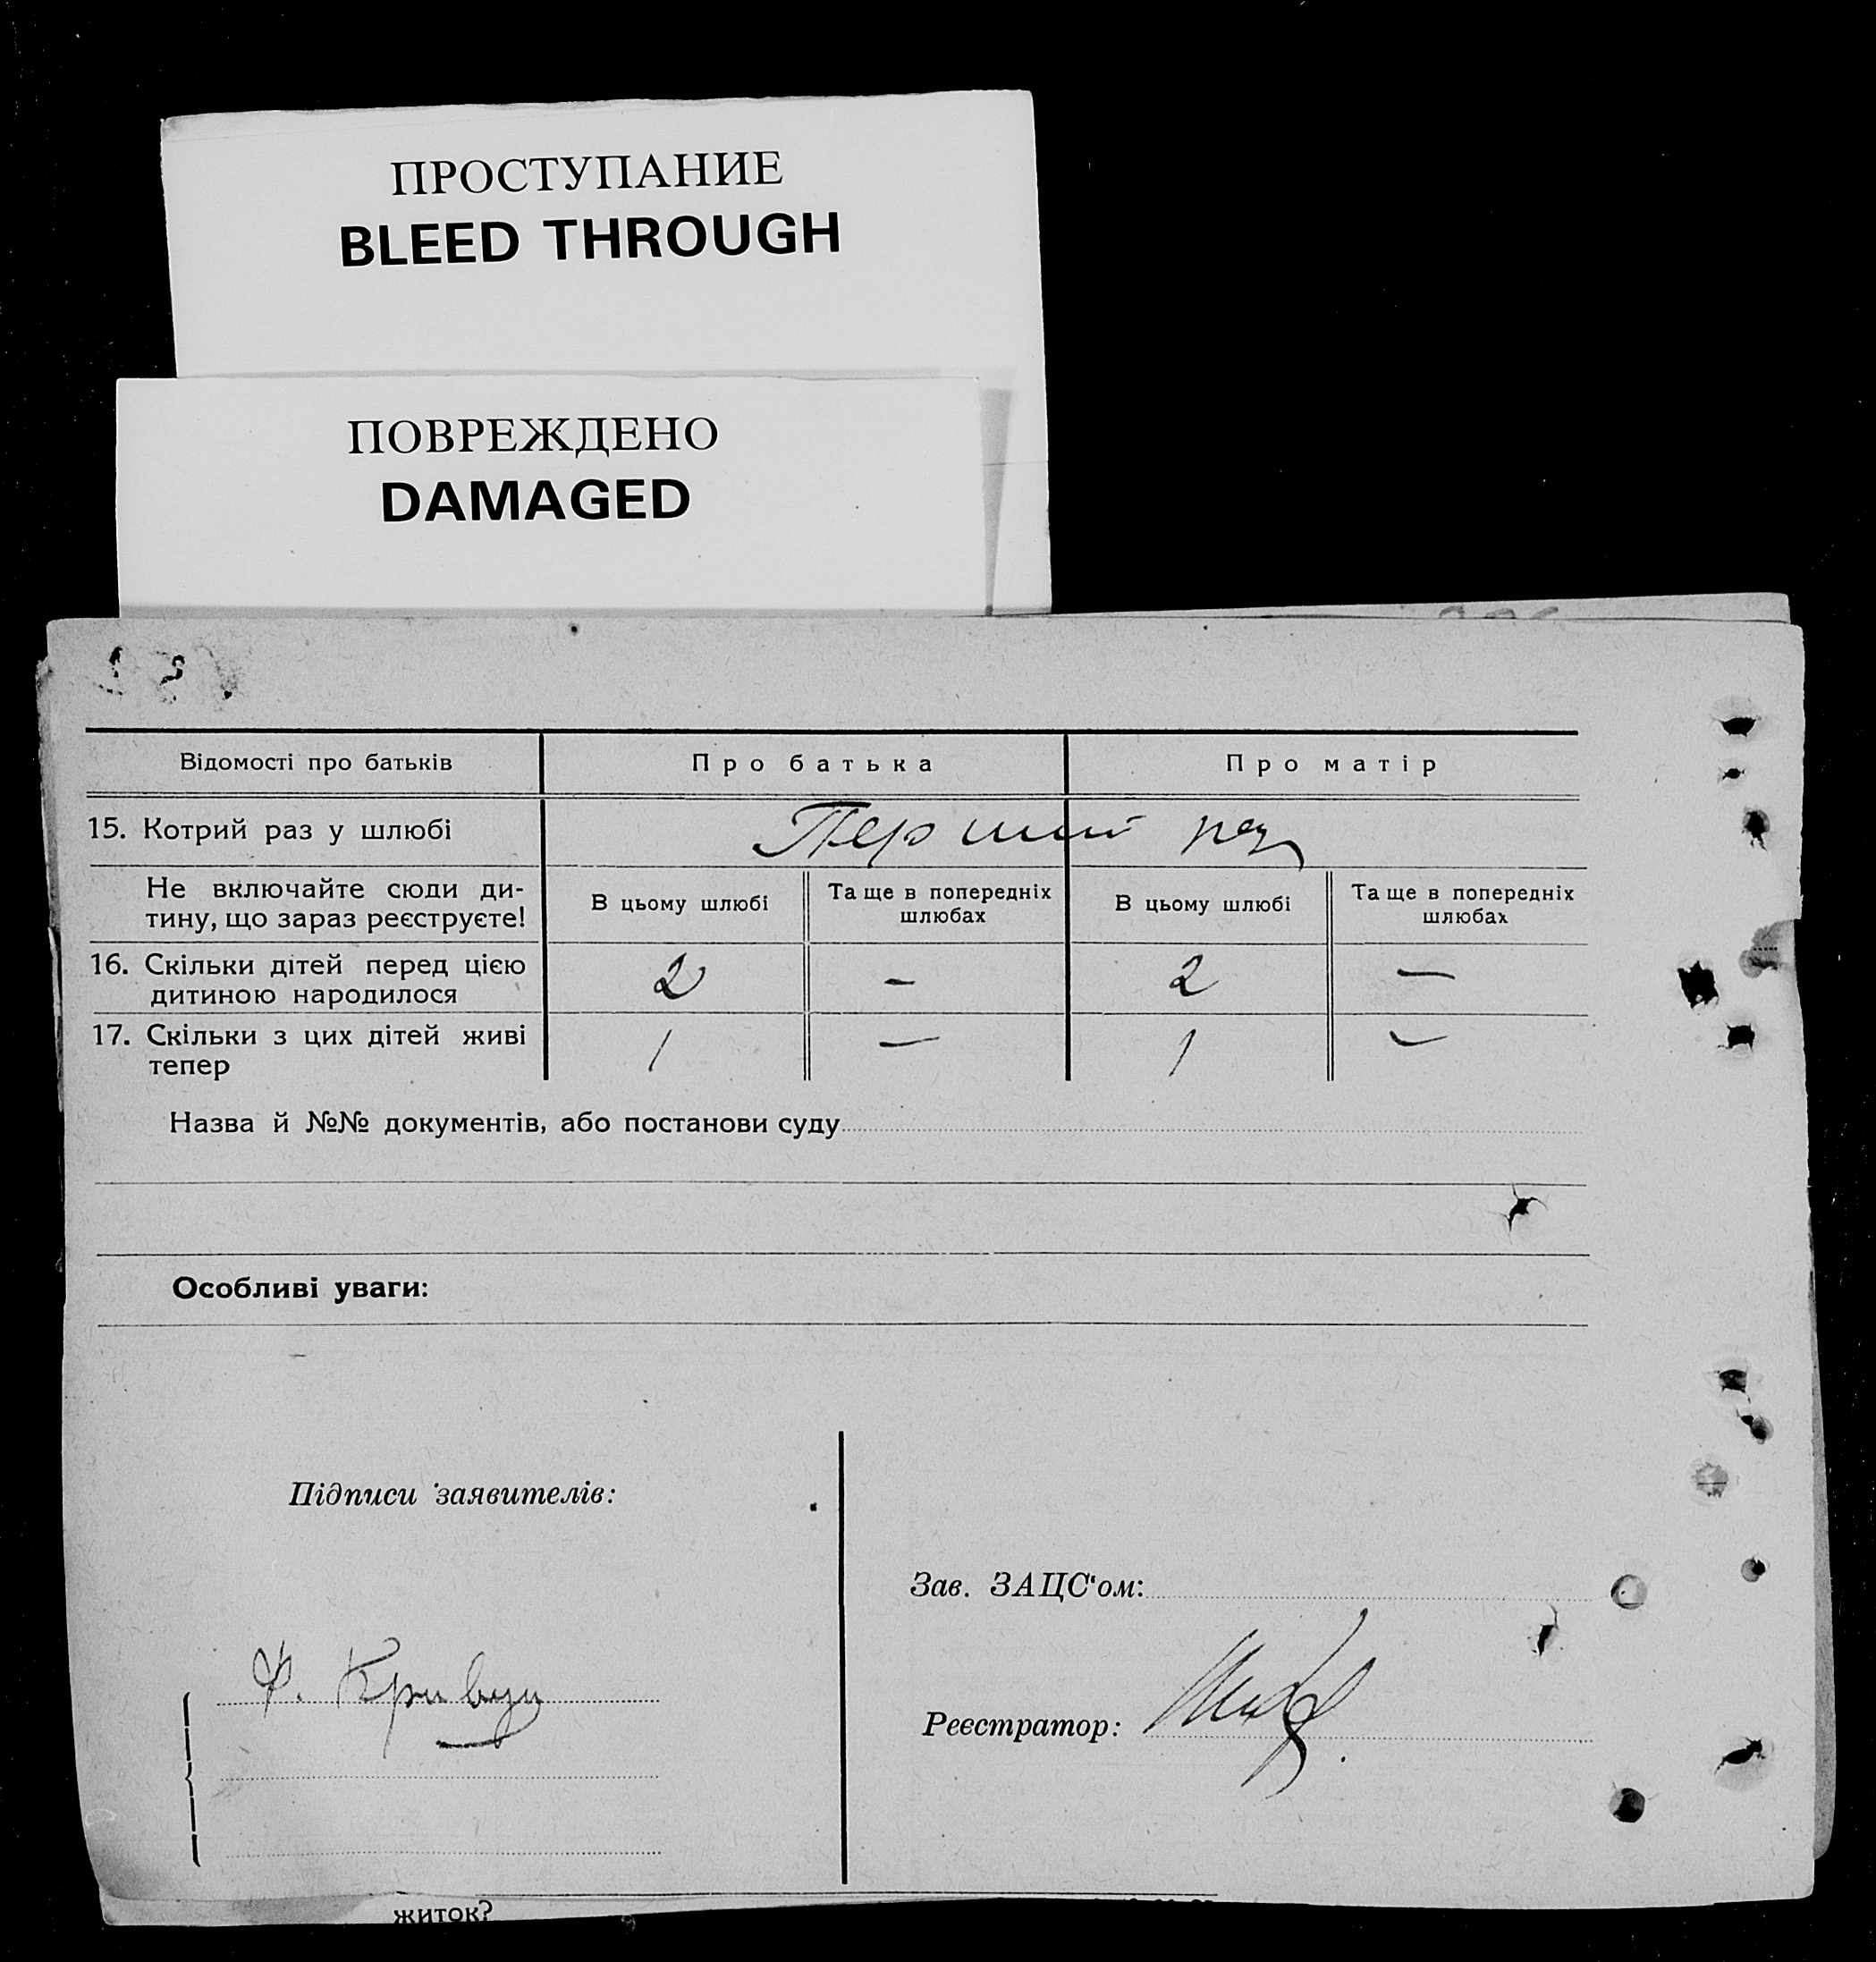 ПРОСТУПАНИЕ
BLEED THROUGH
ПОВРЕЖДЕНО
DAMAGED
Відомості про батьків Про батька Про матір
15. Котрий раз у шлюбі Перший раз
Не включайте сюди ди-
тину, що зараз реєструєте! В цьому шлюбі Та ще в попередніх шлюбах В цьому шлюбі Та ще в попередніх шлюбах
16. Скільки дітей перед цією
дитиною народилося 2 – 2 –
17. Скільки з цих дітей живі
тепер 1 – 1 –
Назва й №№ документів, або постанови суду
Особливі уваги:
Підписи заявителів:
Зав. ЗАЦС'ом:
Ф. Кривун
Реєстратор:
житок?